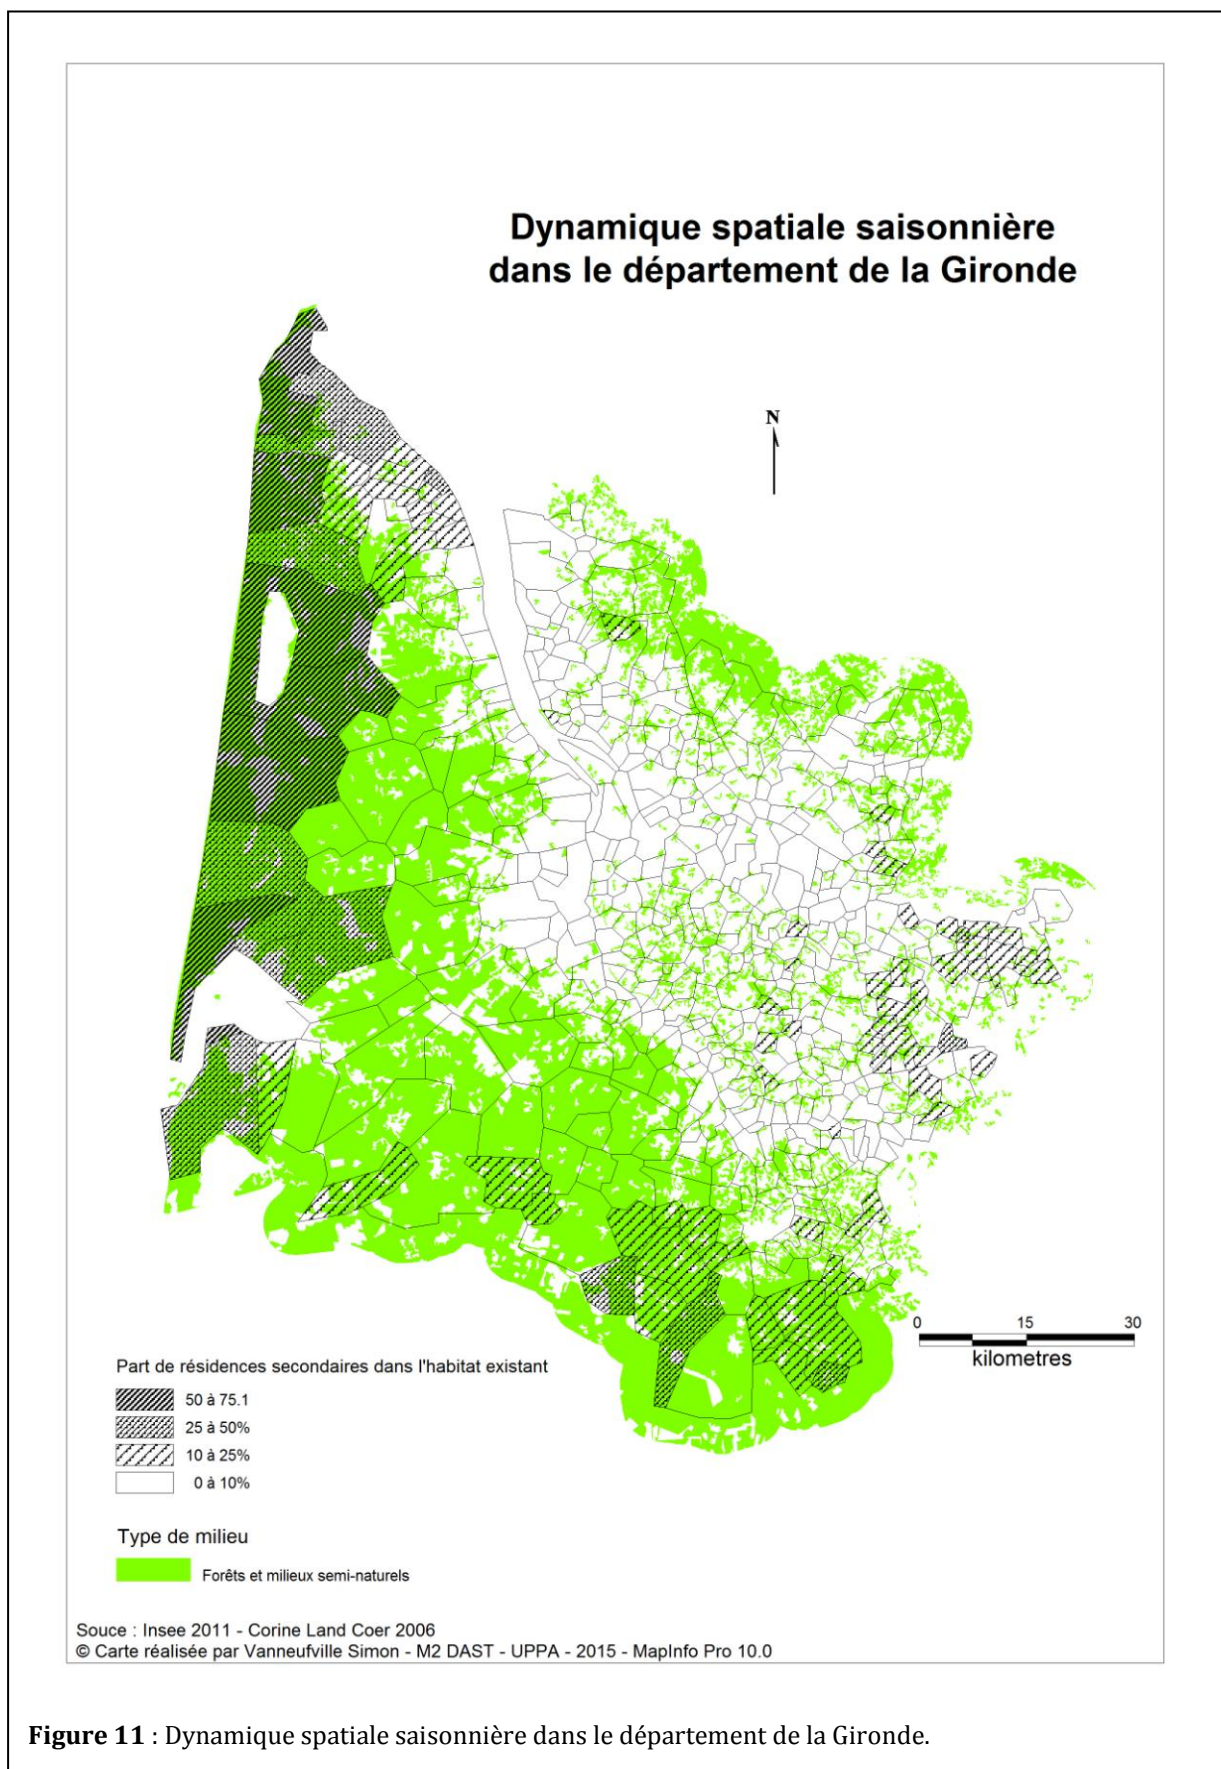 Dynamique spatiale saisonnière
dans le département de la Gironde
N
0 15 30
kilometres
Part de résidences secondaires dans l'habitat existant
50 à 75.1
25 à 50%
10 à 25%
0 à 10%
Type de milieu
Forêts et milieux semi-naturels
Souce : Insee 2011 - Corine Land Coer 2006
© Carte réalisée par Vanneufville Simon - M2 DAST - UPPA - 2015 - MapInfo Pro 10.0
Figure 11 : Dynamique spatiale saisonnière dans le département de la Gironde.